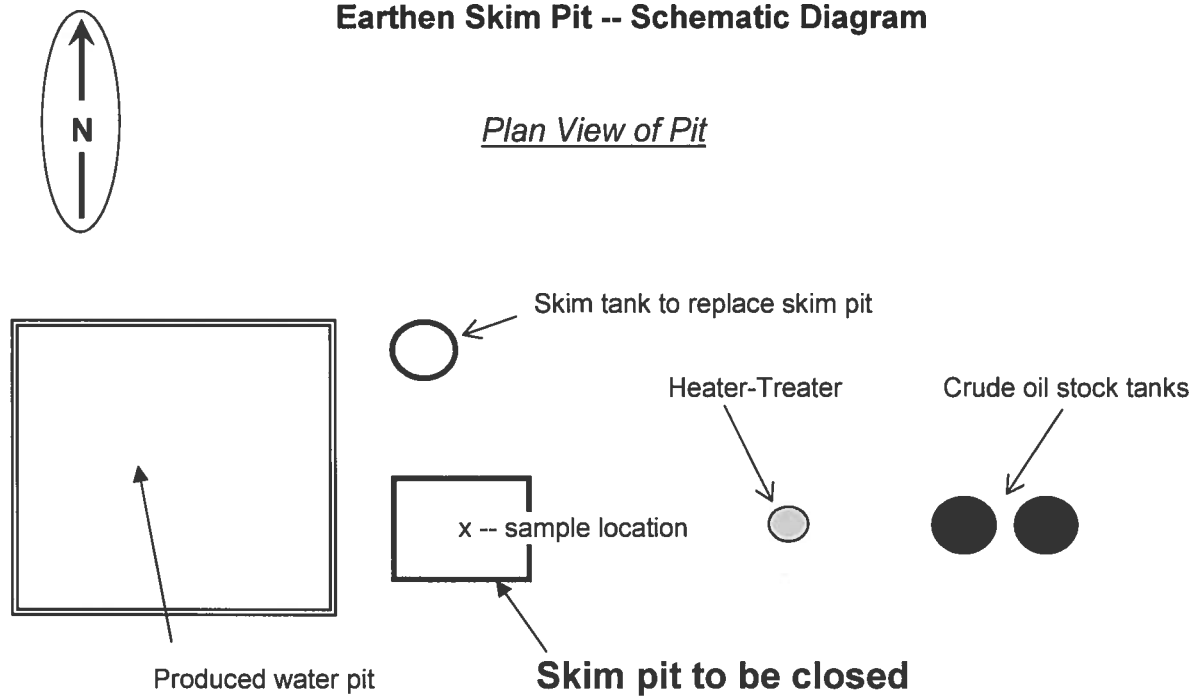 Earthen Skim Pit -- Schematic Diagram
N
Plan View of Pit
Skim tank to replace skim pit
Heater-Treater
Crude oil stock tanks
x -- sample location
Produced water pit
Skim pit to be closed